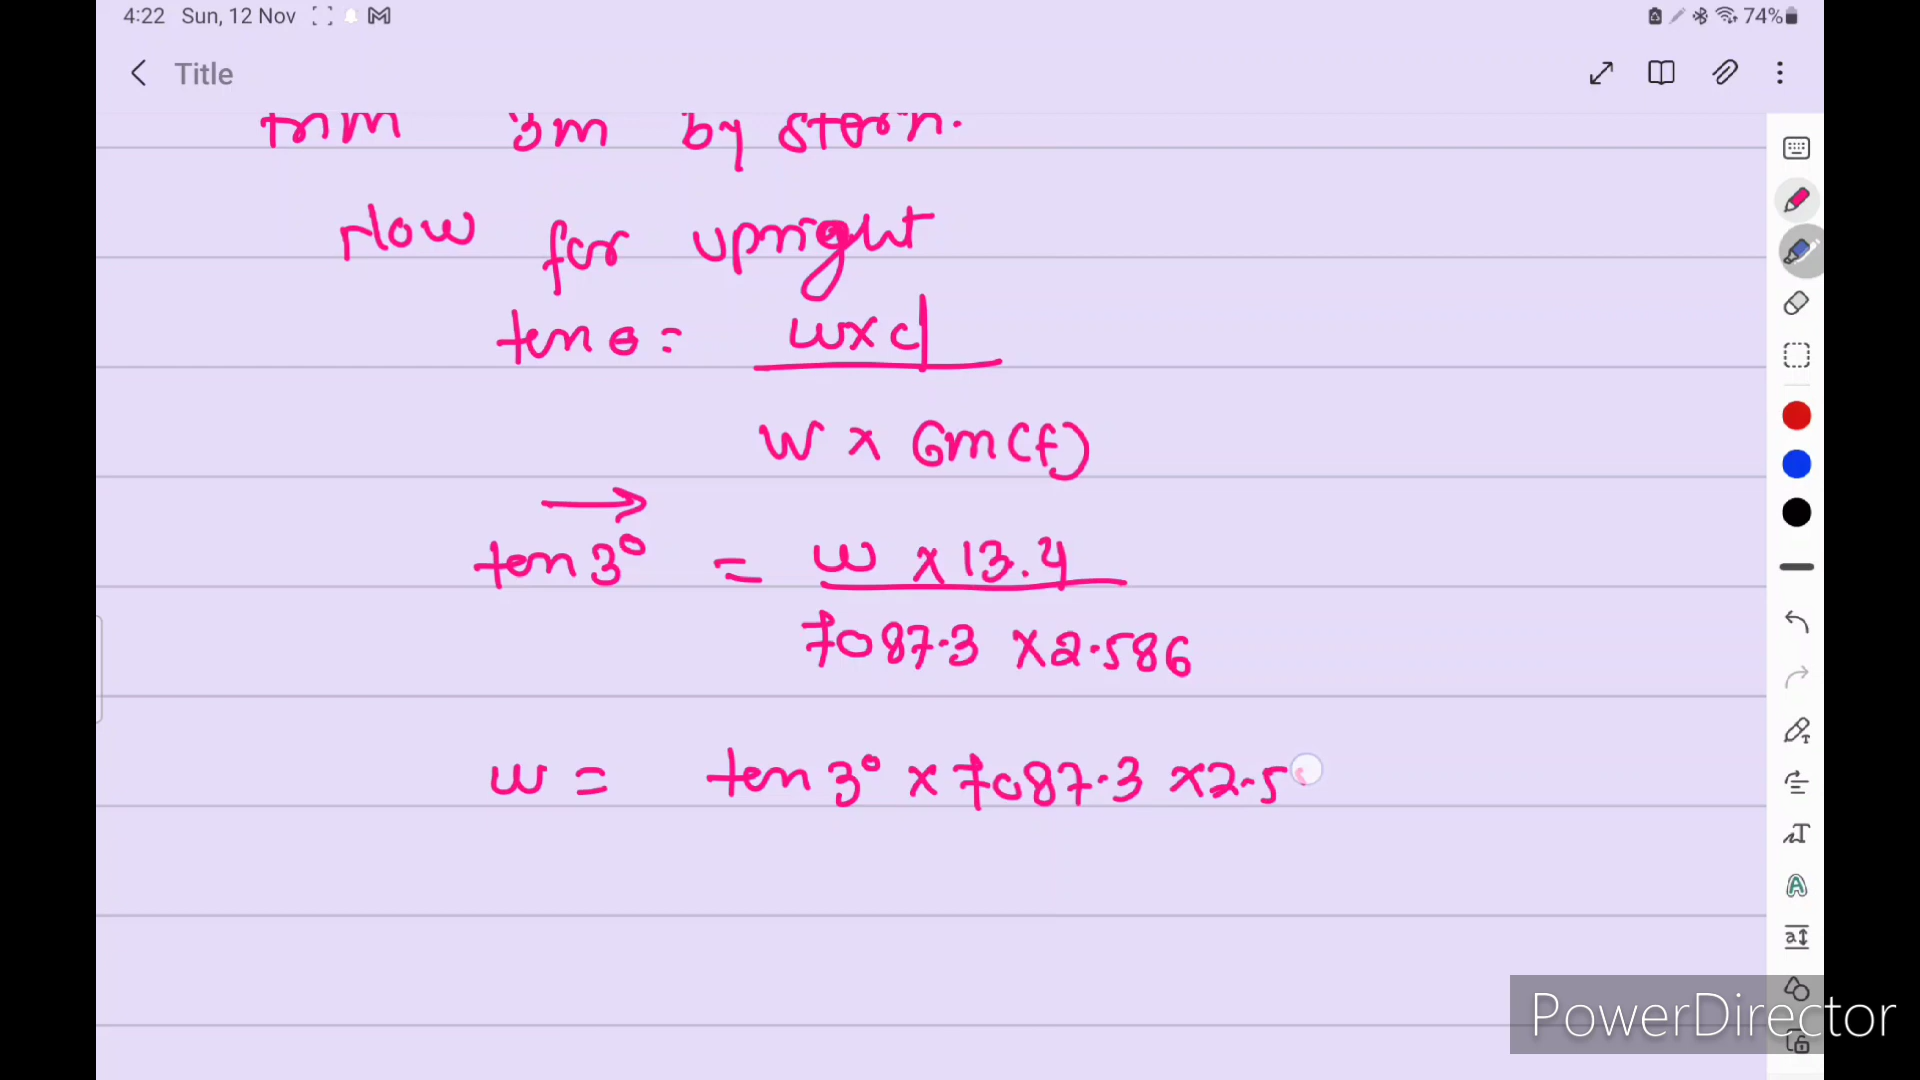 4:22 Sun, 12 Nov 74%
Title
trim 3m by stern.
Now for upright
tan θ = w×d
W × Gm(f)
tan 3° = w × 13.4
7087.3 × 2.586
w = tan 3° × 7087.3 × 2.5
PowerDirector